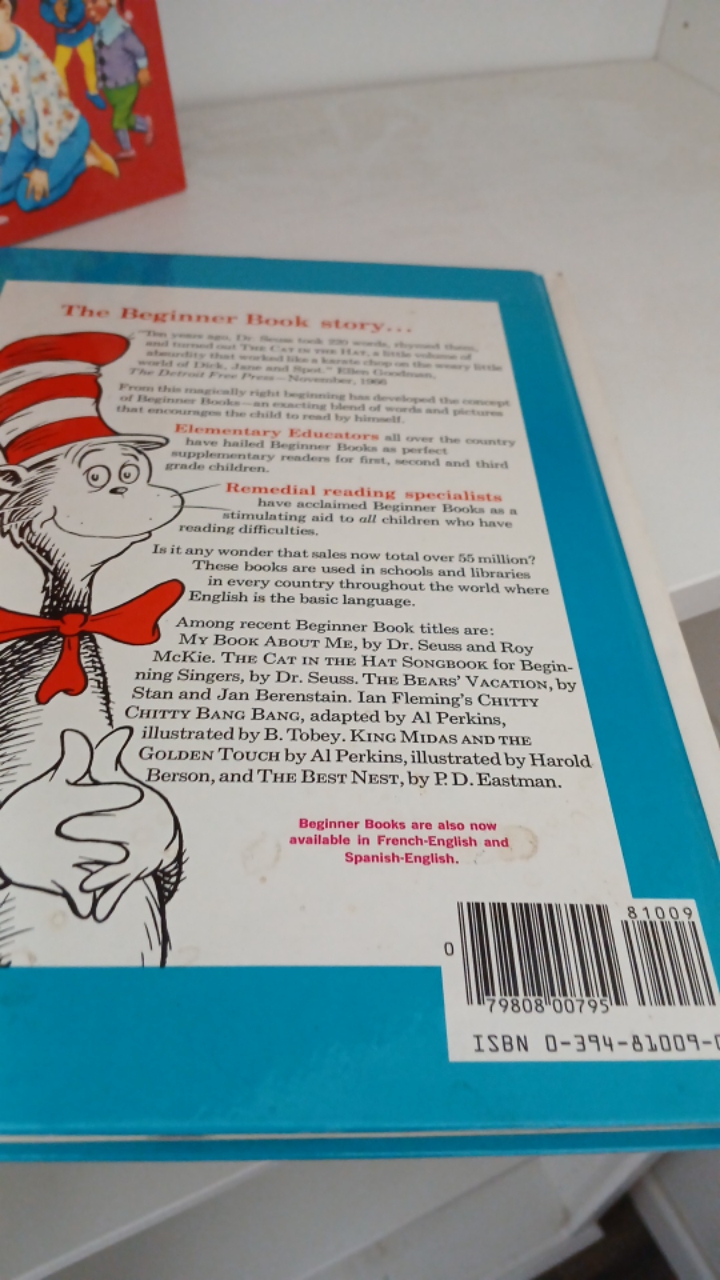 The Beginner Book story...
"Ten years ago, Dr. Seuss took 220 words, rhymed them,
and turned out THE CAT IN THE HAT, a little volume of
absurdity that worked like a karate chop on the weary little
world of Dick, Jane and Spot." Ellen Goodman,
The Detroit Free Press—November, 1966
From this magically right beginning has developed the concept
of Beginner Books—an exacting blend of words and pictures
that encourages the child to read by himself.
Elementary Educators all over the country
have hailed Beginner Books as perfect
supplementary readers for first, second and third
grade children.
Remedial reading specialists
have acclaimed Beginner Books as a
stimulating aid to all children who have
reading difficulties.
Is it any wonder that sales now total over 55 million?
These books are used in schools and libraries
in every country throughout the world where
English is the basic language.
Among recent Beginner Book titles are:
MY BOOK ABOUT ME, by Dr. Seuss and Roy
McKie. THE CAT IN THE HAT SONGBOOK for Begin-
ning Singers, by Dr. Seuss. THE BEARS' VACATION, by
Stan and Jan Berenstain. Ian Fleming's CHITTY
CHITTY BANG BANG, adapted by Al Perkins,
illustrated by B. Tobey. KING MIDAS AND THE
GOLDEN TOUCH by Al Perkins, illustrated by Harold
Berson, and THE BEST NEST, by P. D. Eastman.
Beginner Books are also now
available in French-English and
Spanish-English.
81009
0
79808 00795
ISBN 0-394-81009-